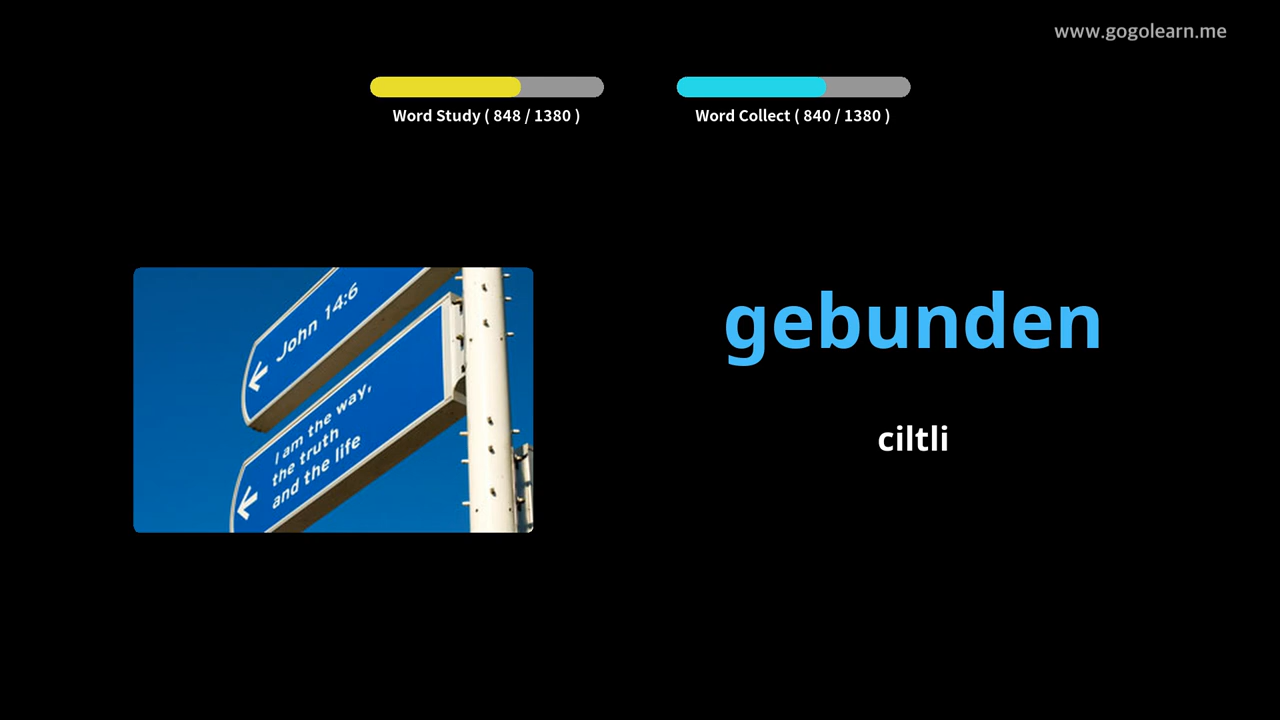 www.gogolearn.me
Word Study ( 848 / 1380 )
Word Collect ( 840 / 1380 )
John 14:6
I am the way,
the truth
and the life
gebunden
ciltli